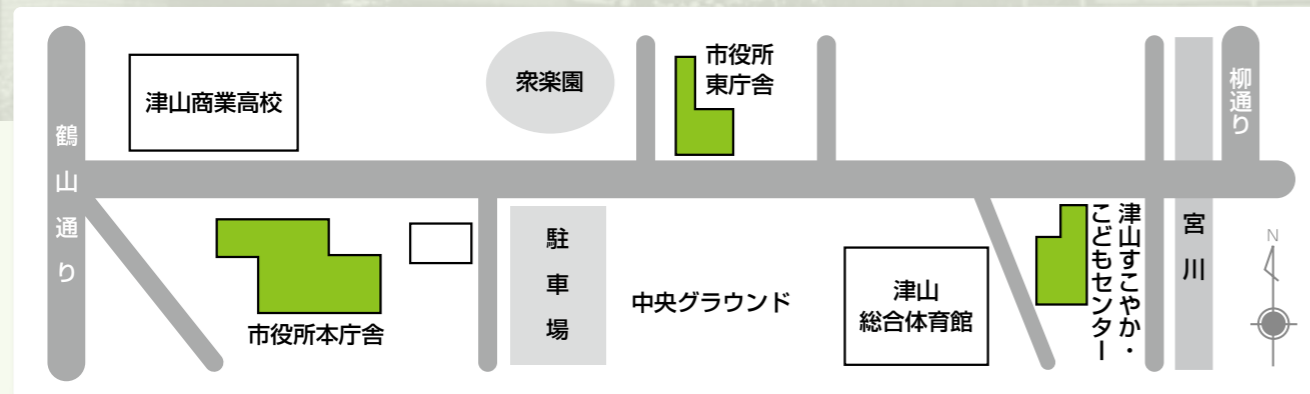 鶴山通り
津山商業高校
衆楽園
市役所
東庁舎
柳通り
市役所本庁舎
駐車場
中央グラウンド
津山
総合体育館
津山すこやか・
こどもセンター
宮川
N